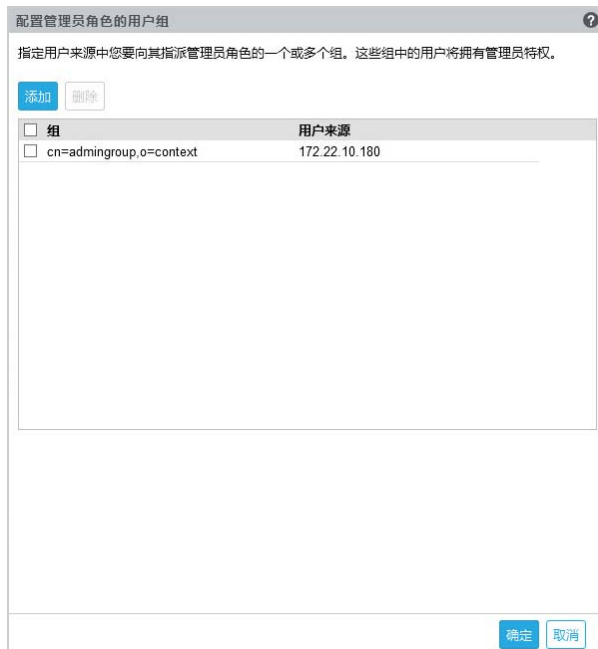 配置管理员角色的用户组
指定用户来源中您要向其指派管理员角色的一个或多个组。这些组中的用户将拥有管理员特权。
添加 删除
组 用户来源
cn=admingroup,o=context 172.22.10.180
确定 取消